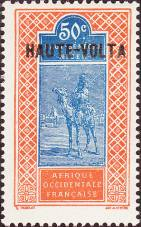 50c
HAUTE-VOLTA
AFRIQUE
OCCIDENTALE
FRANÇAISE